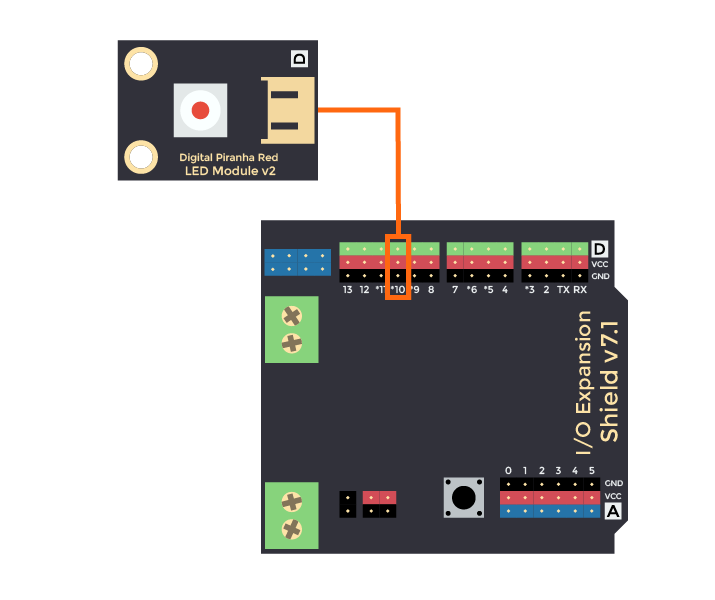 D
Digital Piranha Red
LED Module v2
D
VCC
GND
13 12 *11 *10 *9 8 7 *6 *5 4 *3 2 TX RX
I/O Expansion
Shield v7.1
0 1 2 3 4 5
GND
VCC
A